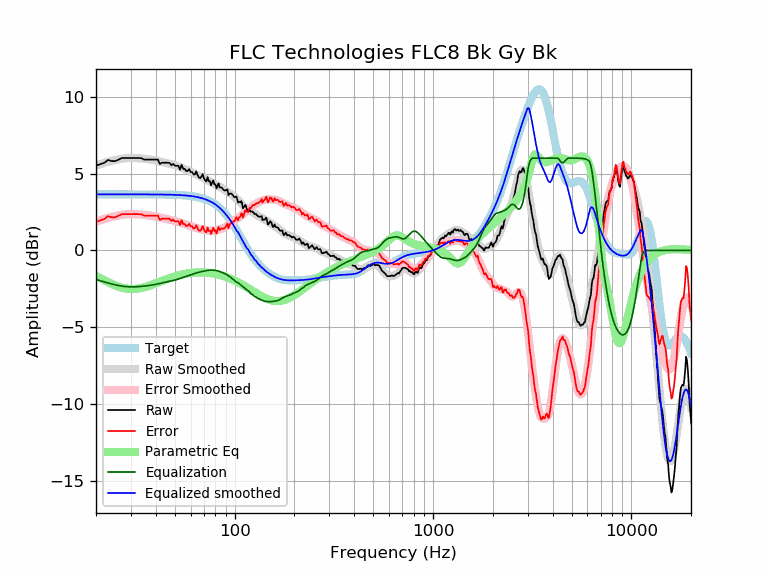 FLC Technologies FLC8 Bk Gy Bk
10
5
0
−5
−10
−15
Amplitude (dBr)
Target
Raw Smoothed
Error Smoothed
Raw
Error
Parametric Eq
Equalization
Equalized smoothed
100
1000
10000
Frequency (Hz)